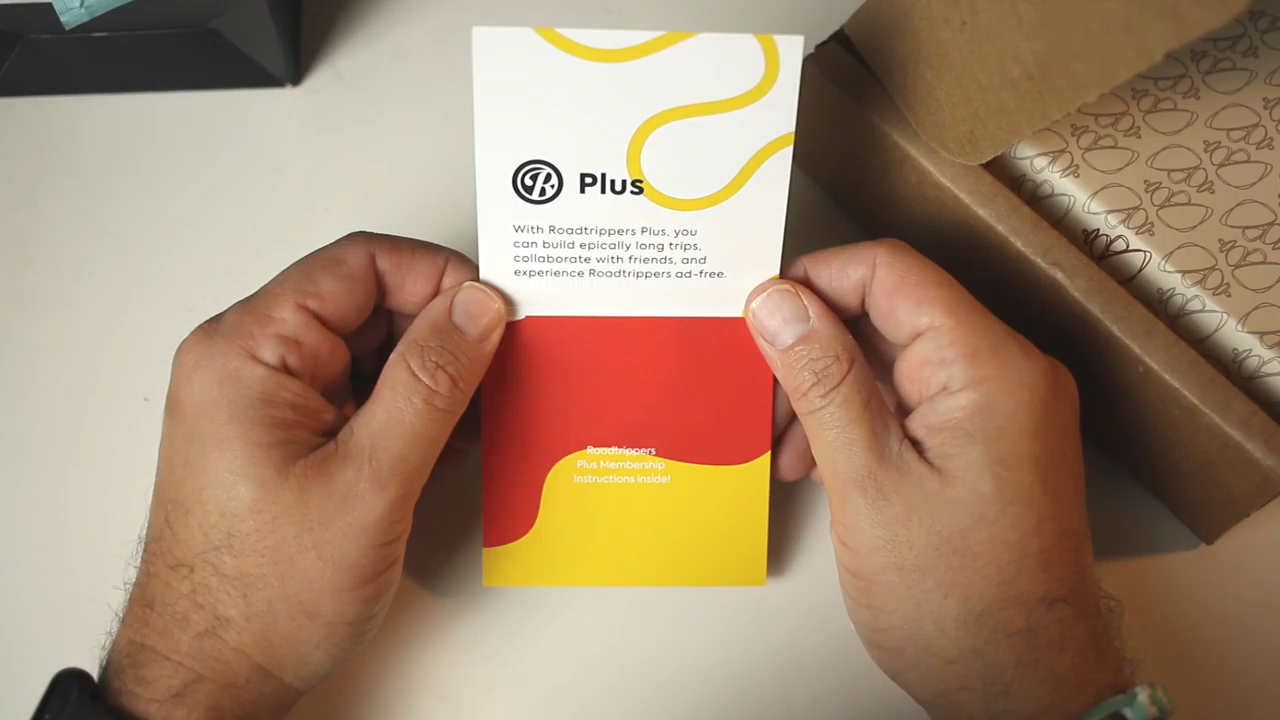 R Plus
With Roadtrippers Plus, you
can build epically long trips,
collaborate with friends, and
experience Roadtrippers ad-free.
Roadtrippers
Plus Membership
Instructions inside!